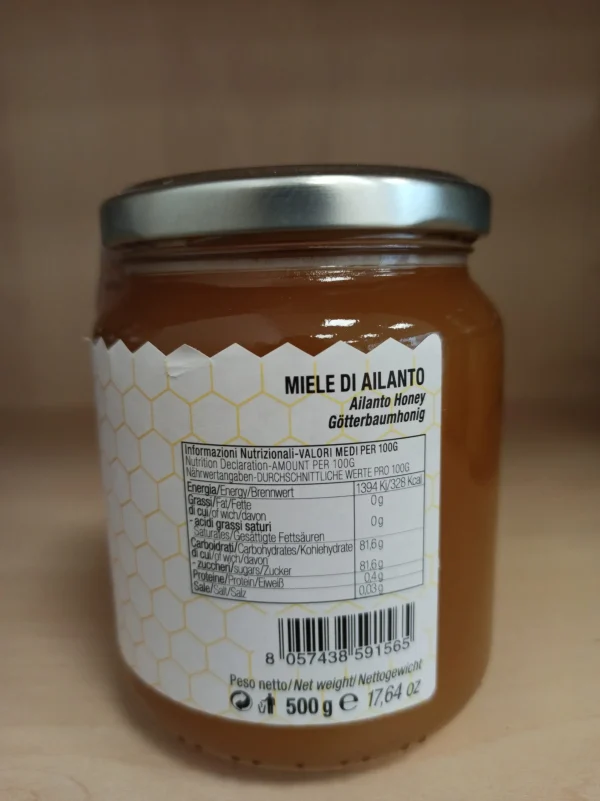 MIELE DI AILANTO
Ailanto Honey
Götterbaumhonig
Informazioni Nutrizionali-VALORI MEDI PER 100G
Nutrition Declaration-AMOUNT PER 100G
Nährwertangaben-DURCHSCHNITTLICHE WERTE PRO 100G
Energia/Energy/Brennwert 1394 Kj/328 Kcal
Grassi/Fat/Fette 0g
di cui/of wich/davon
- acidi grassi saturi 0g
Saturates/Gesättigte Fettsäuren
Carboidrati/Carbohydrates/Kohlehydrate 81,6g
di cui/of wich/davon
- zuccheri/sugars/Zucker 81,6g
Proteine/Protein/Eiweiß 0,4g
Sale/Salt/Salz 0,03g
8 057438 591565
Peso netto/Net weight/Nettogewicht
500 g e 17,64 oz